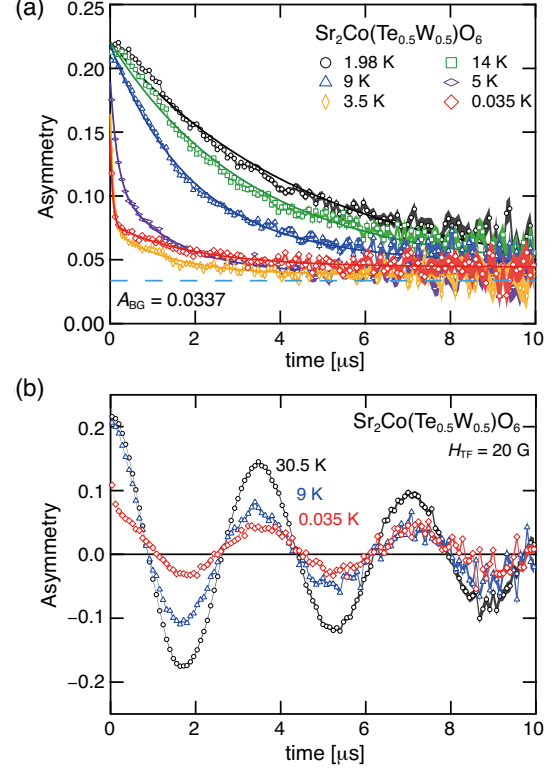 (a)
Sr2Co(Te0.5W0.5)O6
1.98 K 14 K
9 K 5 K
3.5 K 0.035 K
0.25
0.20
0.15
0.10
0.05
0.00
Asymmetry
ABG = 0.0337
0 2 4 6 8 10
time [μs]
(b)
Sr2Co(Te0.5W0.5)O6
HTF = 20 G
30.5 K
9 K
0.035 K
0.2
0.1
0.0
−0.1
−0.2
Asymmetry
0 2 4 6 8 10
time [μs]